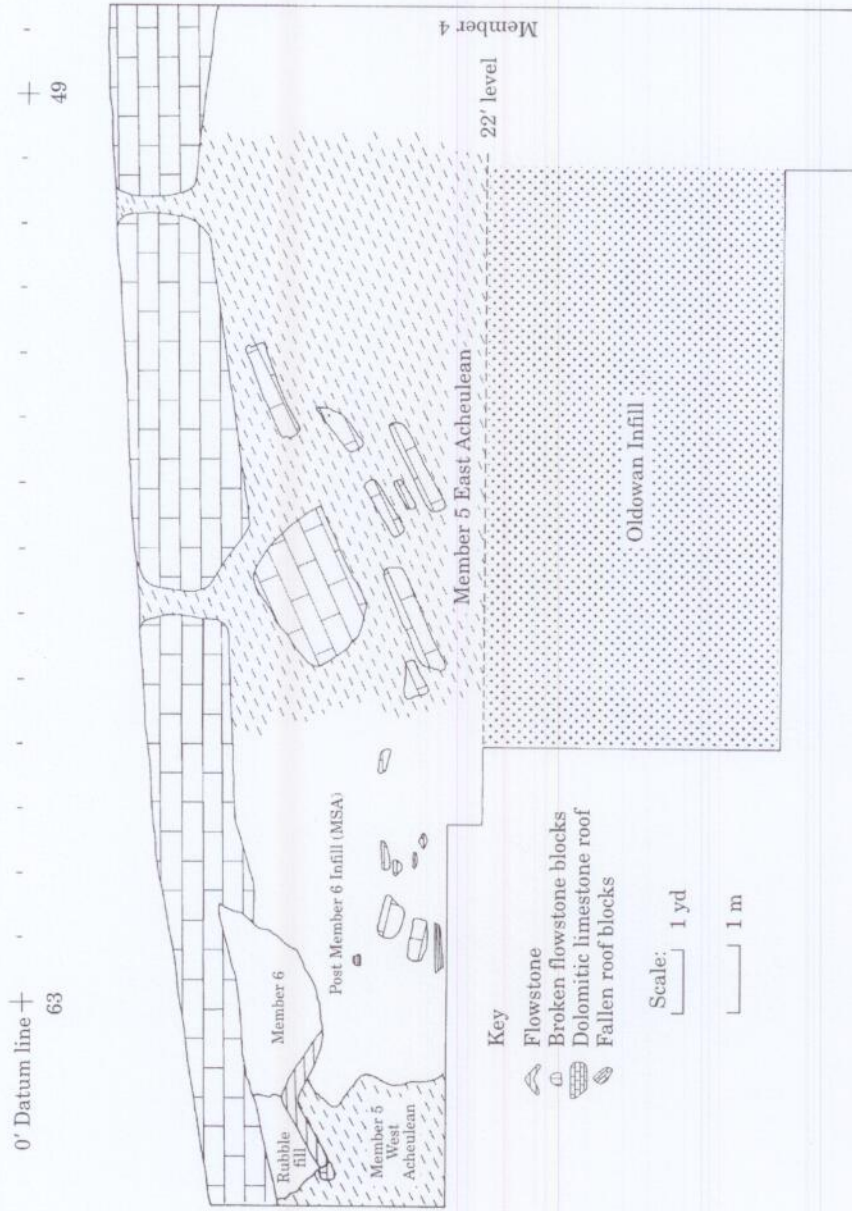 0' Datum line
63
49
Member 4
22' level
Member 5 East Acheulean
Oldowan Infill
Post Member 6 Infill (MSA)
Member 6
Rubble
fill
Member 5
West
Acheulean
Key
Flowstone
Broken flowstone blocks
Dolomitic limestone roof
Fallen roof blocks
Scale:
1 yd
1 m